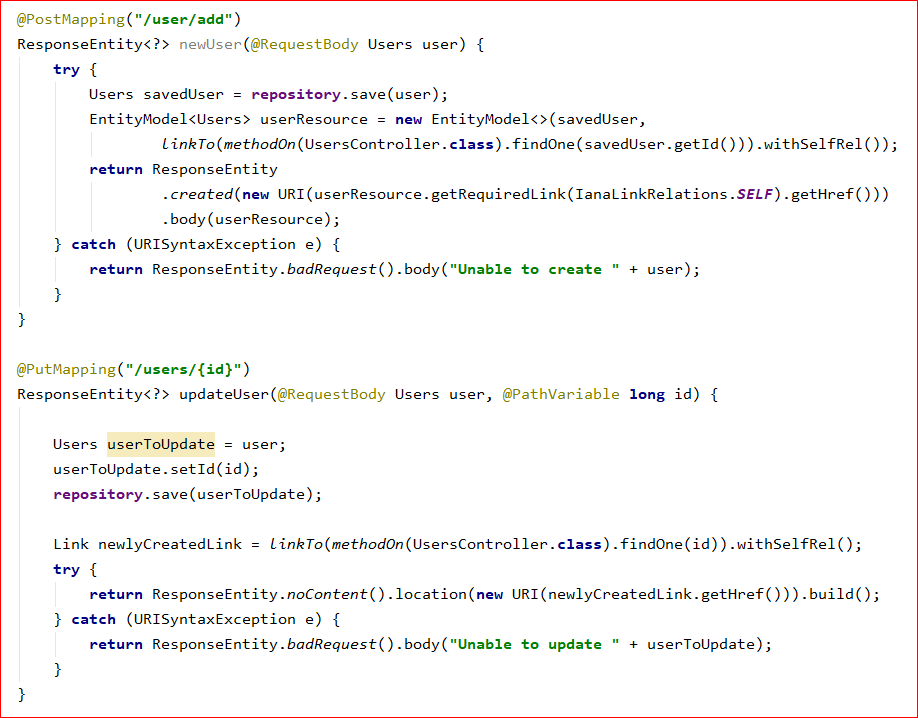 @PostMapping("/user/add")
ResponseEntity<?> newUser(@RequestBody Users user) {
    try {
        Users savedUser = repository.save(user);
        EntityModel<Users> userResource = new EntityModel<>(savedUser,
                linkTo(methodOn(UsersController.class).findOne(savedUser.getId())).withSelfRel());
        return ResponseEntity
                .created(new URI(userResource.getRequiredLink(IanaLinkRelations.SELF).getHref()))
                .body(userResource);
    } catch (URISyntaxException e) {
        return ResponseEntity.badRequest().body("Unable to create " + user);
    }
}

@PutMapping("/users/{id}")
ResponseEntity<?> updateUser(@RequestBody Users user, @PathVariable long id) {

    Users userToUpdate = user;
    userToUpdate.setId(id);
    repository.save(userToUpdate);

    Link newlyCreatedLink = linkTo(methodOn(UsersController.class).findOne(id)).withSelfRel();
    try {
        return ResponseEntity.noContent().location(new URI(newlyCreatedLink.getHref())).build();
    } catch (URISyntaxException e) {
        return ResponseEntity.badRequest().body("Unable to update " + userToUpdate);
    }
}